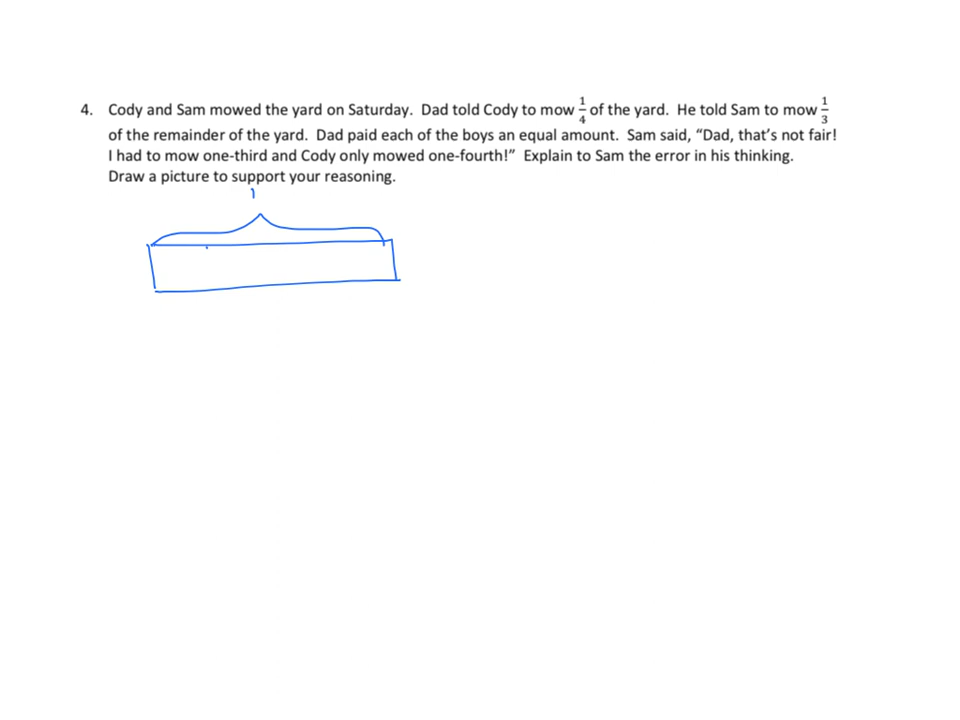 4. Cody and Sam mowed the yard on Saturday. Dad told Cody to mow 1/4 of the yard. He told Sam to mow 1/3
of the remainder of the yard. Dad paid each of the boys an equal amount. Sam said, “Dad, that’s not fair!
I had to mow one-third and Cody only mowed one-fourth!” Explain to Sam the error in his thinking.
Draw a picture to support your reasoning.
1